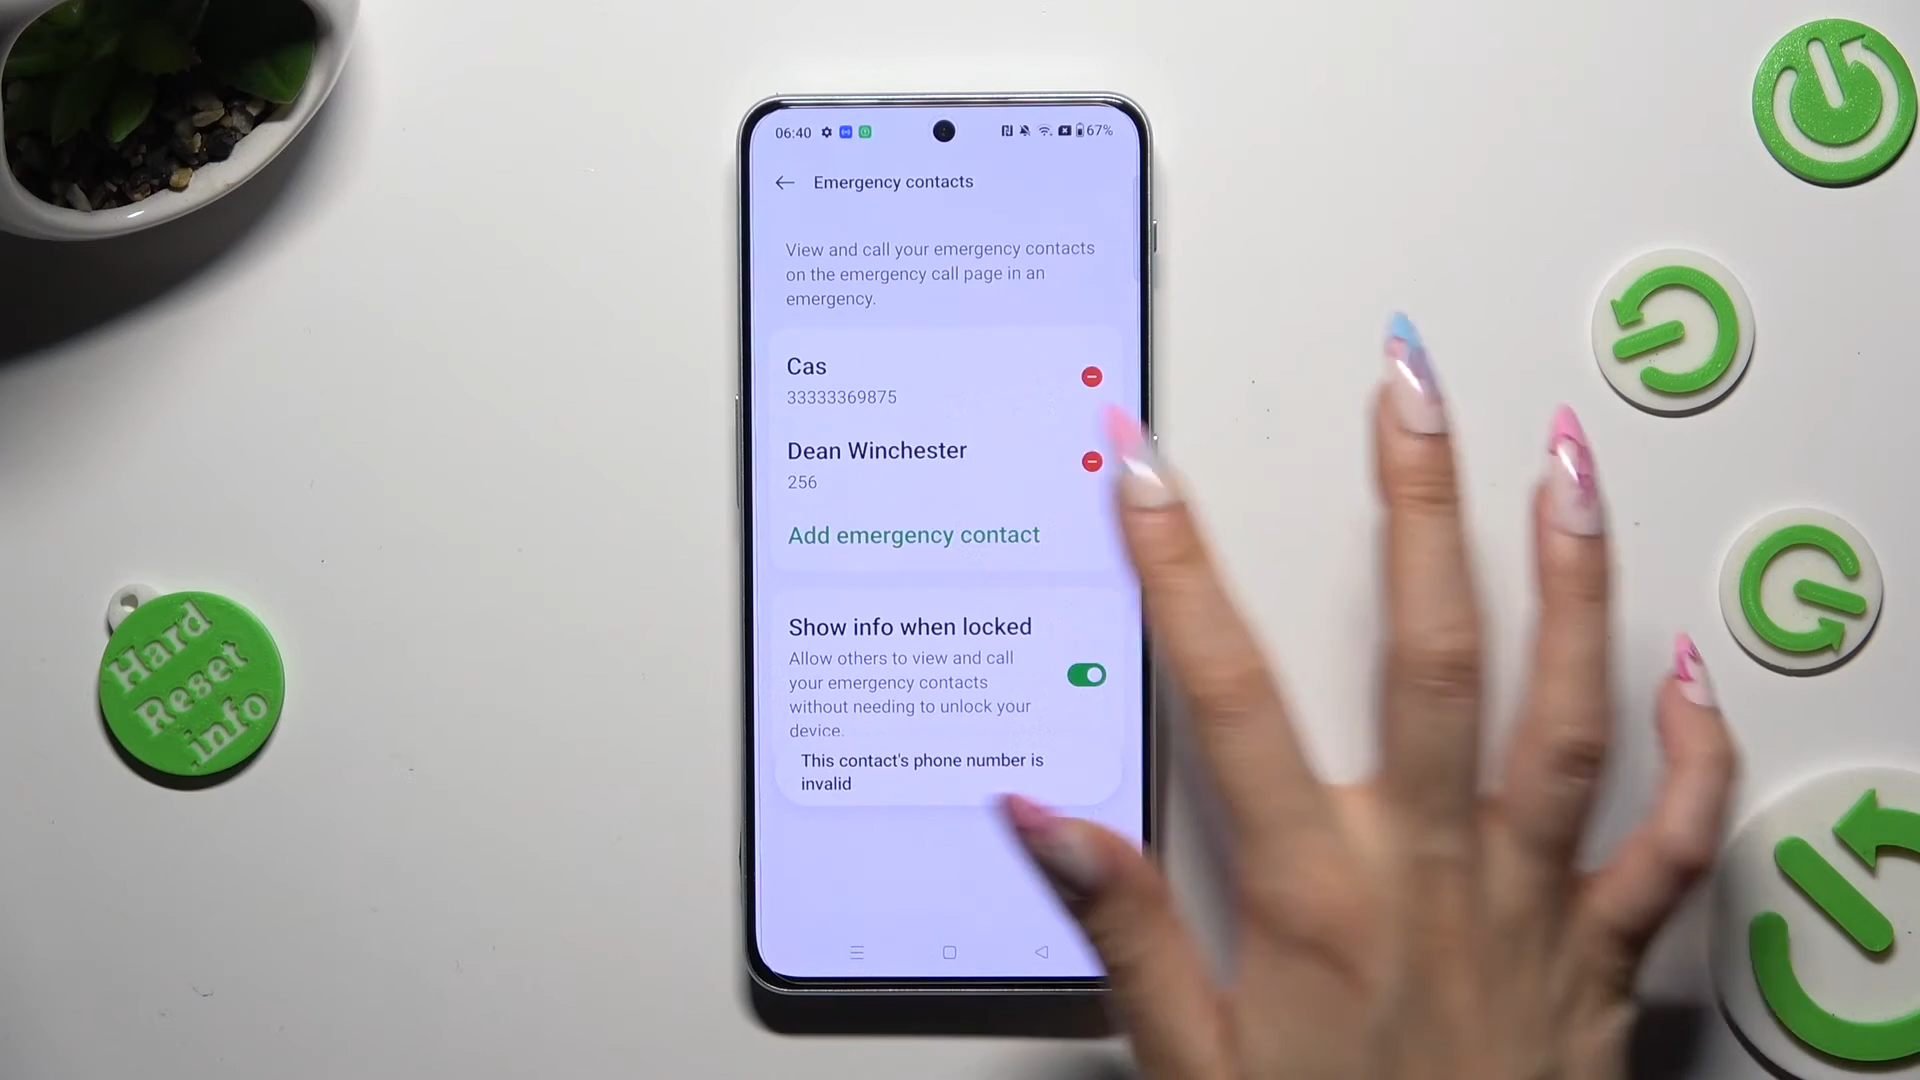 06:40
67%
Emergency contacts
View and call your emergency contacts
on the emergency call page in an
emergency.
Cas
33333369875
Dean Winchester
256
Add emergency contact
Show info when locked
Allow others to view and call
your emergency contacts
without needing to unlock your
device.
This contact's phone number is
invalid
Hard
Reset
.info